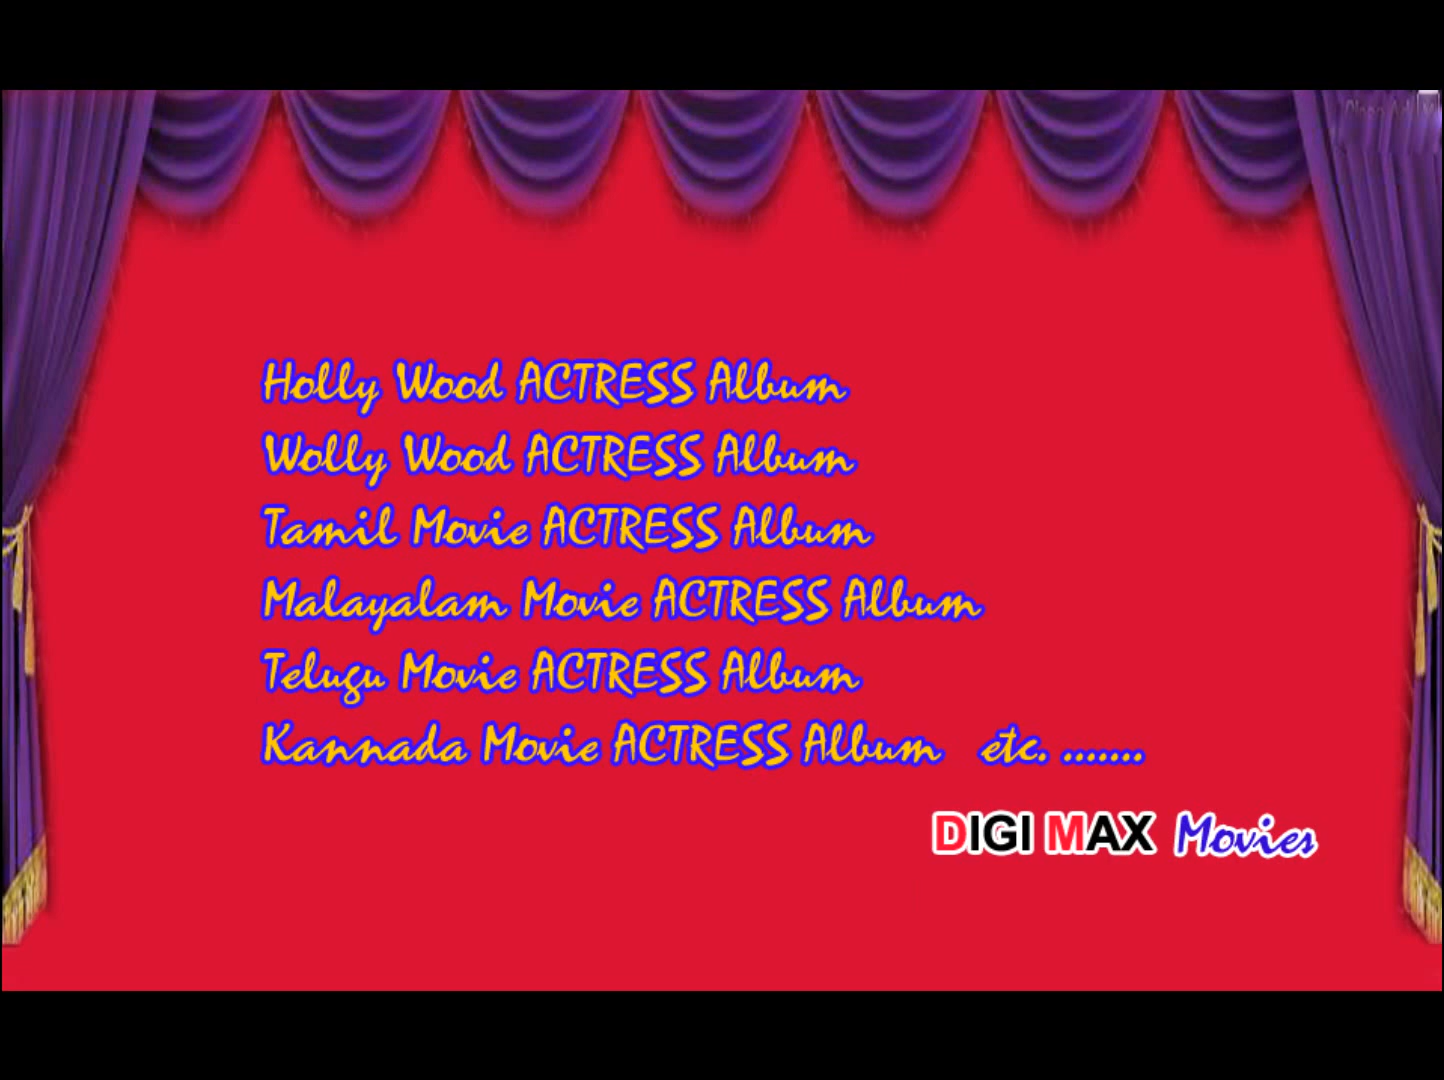 Holly Wood ACTRESS Album
Wolly Wood ACTRESS Album
Tamil Movie ACTRESS Album
Malayalam Movie ACTRESS Album
Telugu Movie ACTRESS Album
Kannada Movie ACTRESS Album etc. .......
DIGI MAX Movies